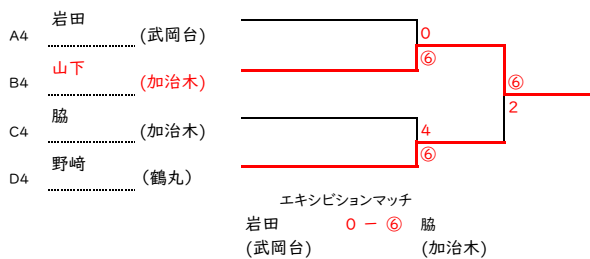 岩田
A4 (武岡台) 0
山下 ⑥
B4 (加治木) ⑥
脇 2
C4 (加治木) 4
野﨑 ⑥
D4 (鶴丸)
エキシビションマッチ
岩田 0 － ⑥ 脇
(武岡台) (加治木)